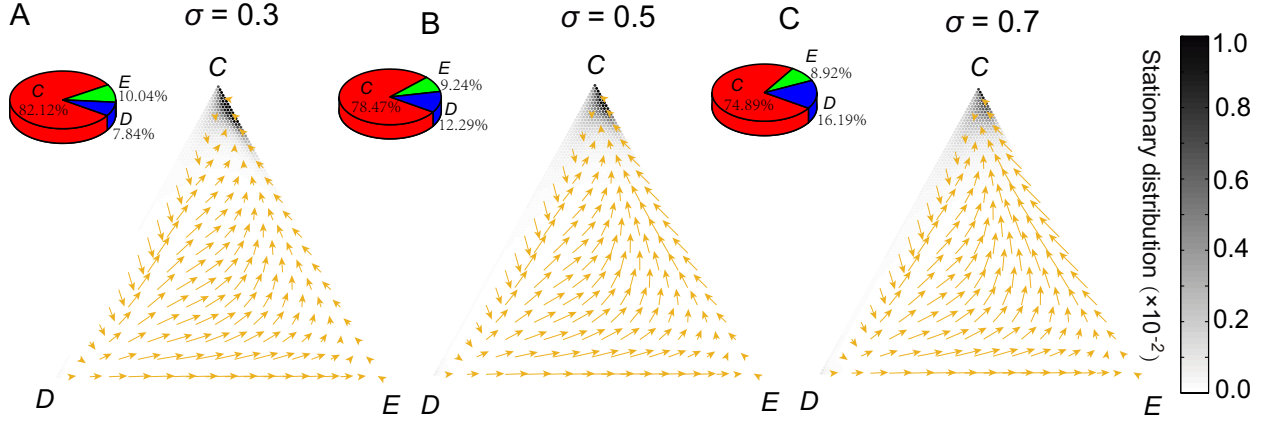 A
σ = 0.3
B
σ = 0.5
C
σ = 0.7
C
82.12%
E
10.04%
D
7.84%
C
D
E
C
78.47%
E
9.24%
D
12.29%
C
D
E
C
74.89%
E
8.92%
D
16.19%
C
D
E
Stationary distribution (×10⁻²)
1.0
0.8
0.6
0.4
0.2
0.0